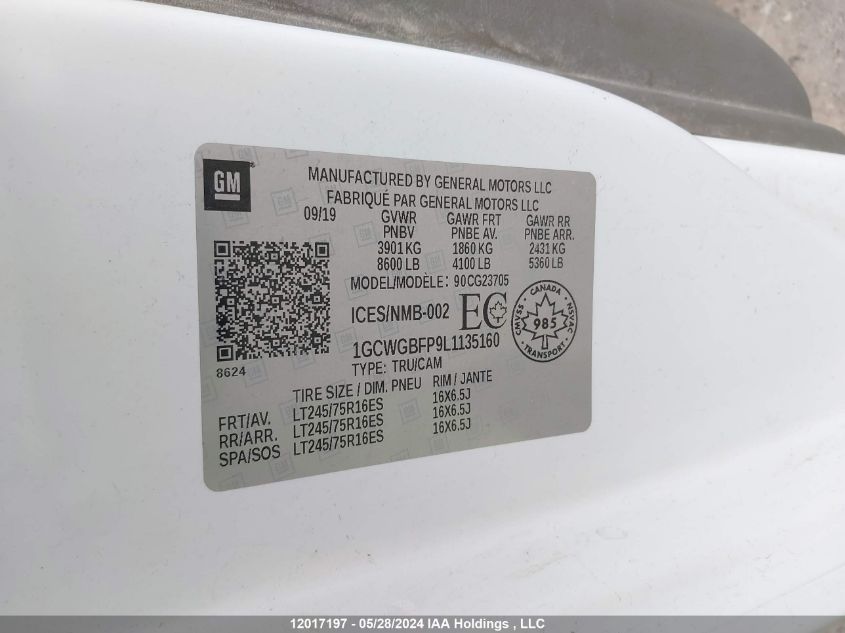 GM
MANUFACTURED BY GENERAL MOTORS LLC
FABRIQUÉ PAR GENERAL MOTORS LLC
09/19 GVWR GAWR FRT GAWR RR
PNBV PNBE AV. PNBE ARR.
3901 KG 1860 KG 2431 KG
8600 LB 4100 LB 5360 LB
MODEL/MODÈLE: 90CG23705
ICES/NMB-002 EC
CANADA
CMVSS 985 NSVAC
TRANSPORT
1GCWGBFP9L1135160
8624
TYPE: TRU/CAM
TIRE SIZE / DIM. PNEU RIM / JANTE
FRT/AV. LT245/75R16ES 16X6.5J
RR/ARR. LT245/75R16ES 16X6.5J
SPA/SOS LT245/75R16ES 16X6.5J
12017197 - 05/28/2024 IAA Holdings , LLC